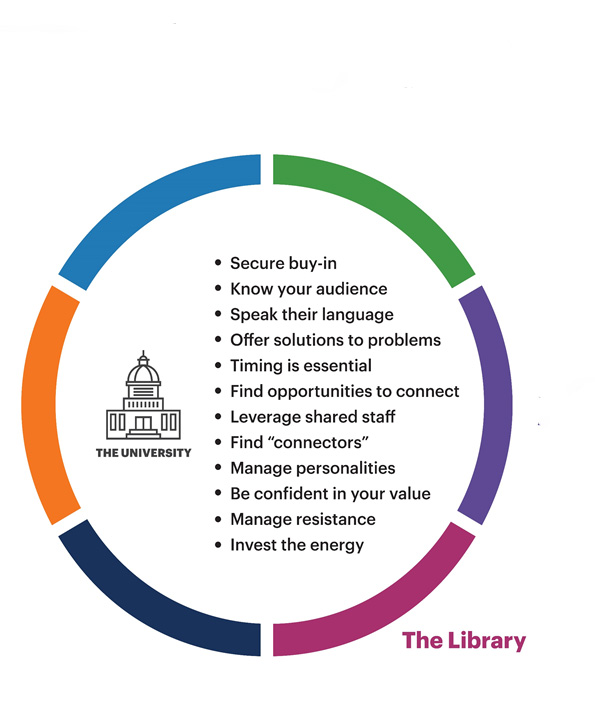 • Secure buy-in
• Know your audience
• Speak their language
• Offer solutions to problems
• Timing is essential
• Find opportunities to connect
• Leverage shared staff
• Find “connectors”
• Manage personalities
• Be confident in your value
• Manage resistance
• Invest the energy
THE UNIVERSITY
The Library